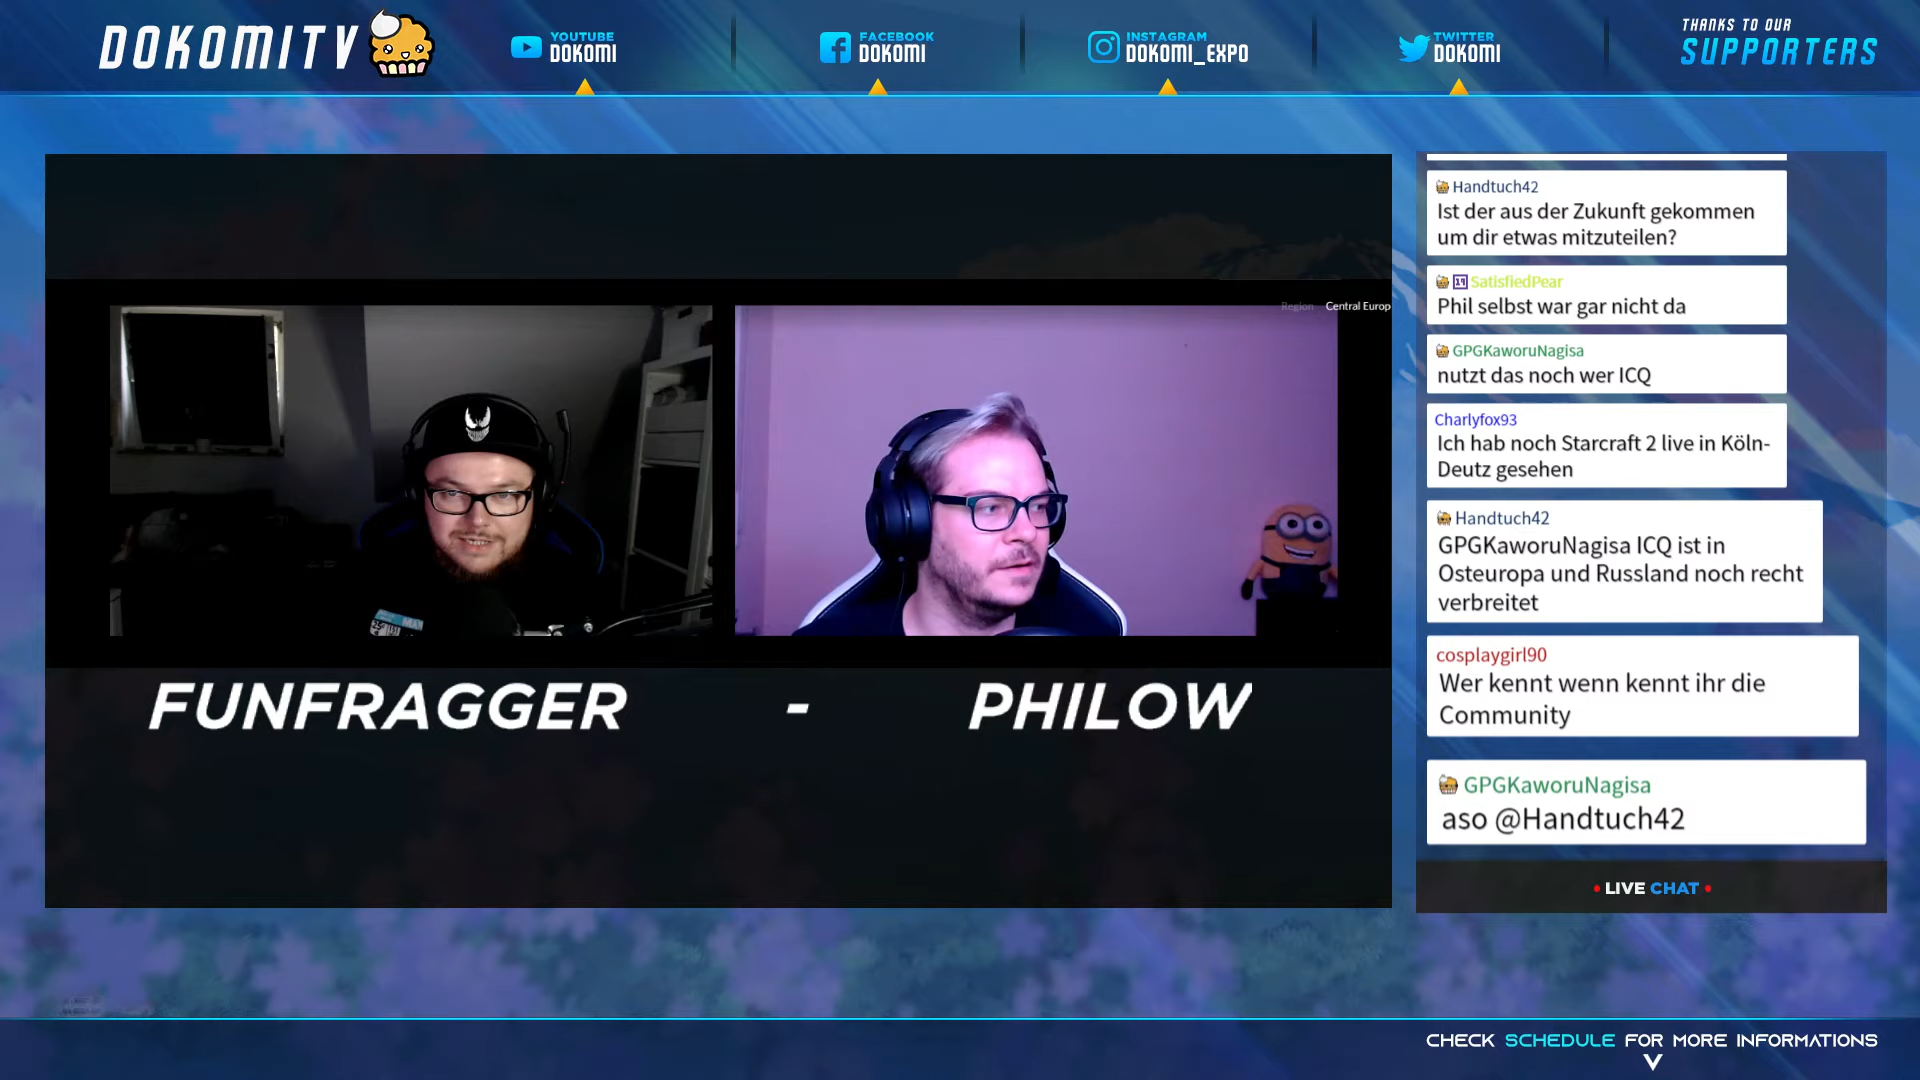 DOKOMITV
YOUTUBE
DOKOMI
FACEBOOK
DOKOMI
INSTAGRAM
DOKOMI_EXPO
TWITTER
DOKOMI
THANKS TO OUR
SUPPORTERS
Region Central Europ
FUNFRAGGER - PHILOW
Handtuch42
Ist der aus der Zukunft gekommen
um dir etwas mitzuteilen?
SatisfiedPear
Phil selbst war gar nicht da
GPGKaworuNagisa
nutzt das noch wer ICQ
Charlyfox93
Ich hab noch Starcraft 2 live in Köln-
Deutz gesehen
Handtuch42
GPGKaworuNagisa ICQ ist in
Osteuropa und Russland noch recht
verbreitet
cosplaygirl90
Wer kennt wenn kennt ihr die
Community
GPGKaworuNagisa
aso @Handtuch42
• LIVE CHAT •
CHECK SCHEDULE FOR MORE INFORMATIONS